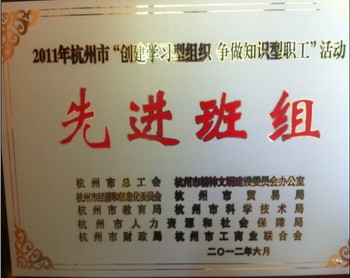 2011年杭州市“创建学习型组织 争做知识型职工”活动
先进班组
杭州市总工会 杭州市精神文明建设委员会办公室
杭州市经济和信息化委员会 杭州市贸易局
杭州市教育局 杭州市科学技术局
杭州市人力资源和社会保障局
杭州市财政局 杭州市工商业联合会
二〇一二年六月